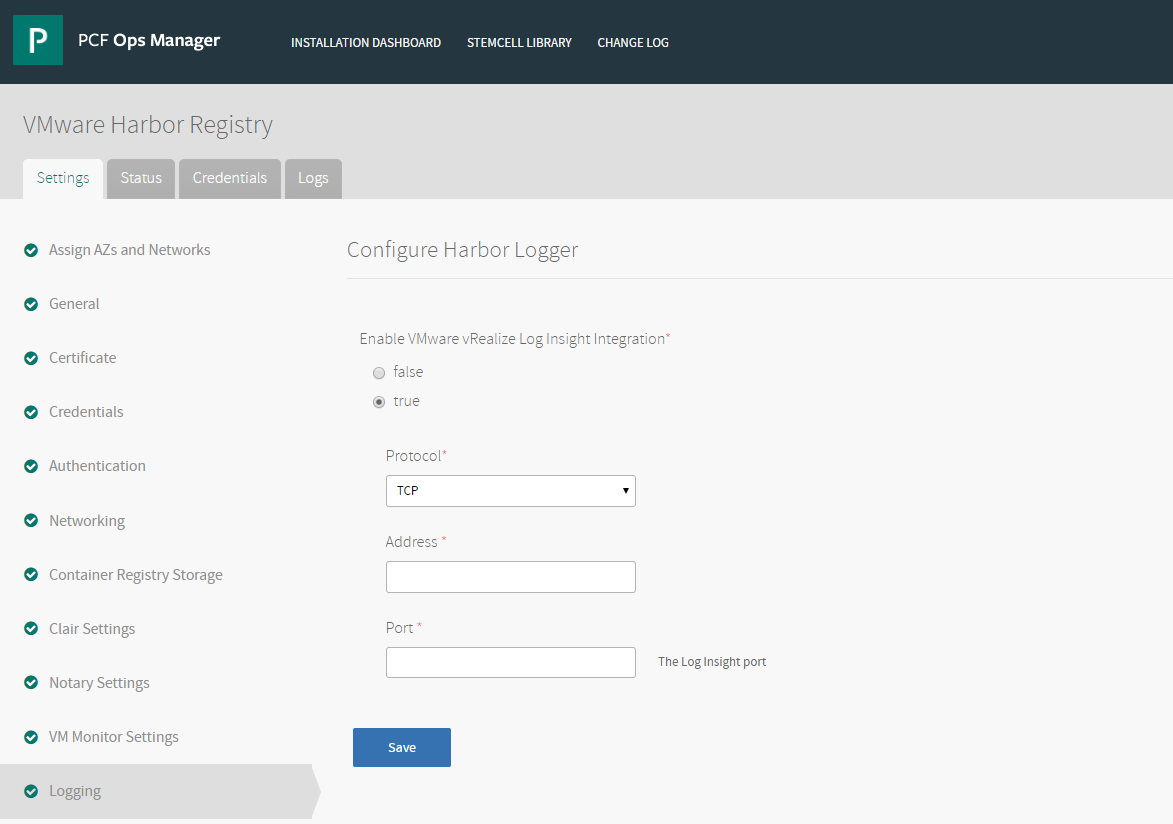 P PCF Ops Manager INSTALLATION DASHBOARD STEMCELL LIBRARY CHANGE LOG
VMware Harbor Registry
Settings Status Credentials Logs
Assign AZs and Networks
General
Certificate
Credentials
Authentication
Networking
Container Registry Storage
Clair Settings
Notary Settings
VM Monitor Settings
Logging
Configure Harbor Logger
Enable VMware vRealize Log Insight Integration*
false
true
Protocol*
TCP
Address *
Port *
The Log Insight port
Save